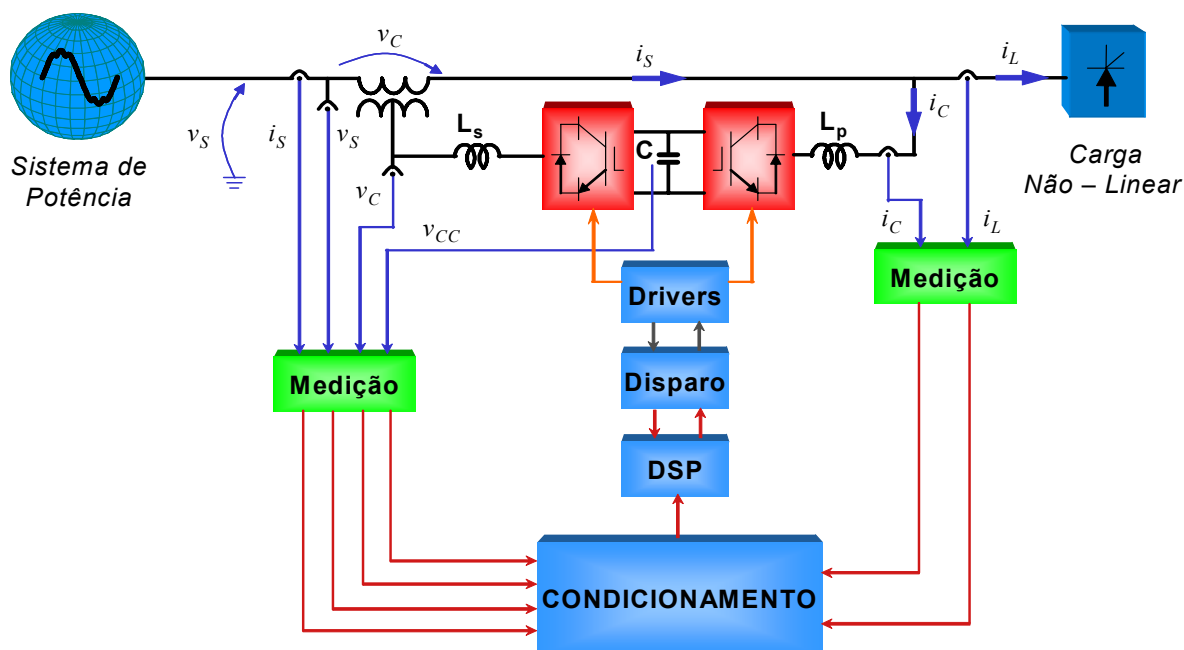 v_C
i_S
i_L
v_S
i_S
v_S
L_s
C
L_p
i_C
Sistema de
Potência
Carga
Não – Linear
v_C
v_CC
i_C
i_L
Medição
Drivers
Medição
Disparo
DSP
CONDICIONAMENTO